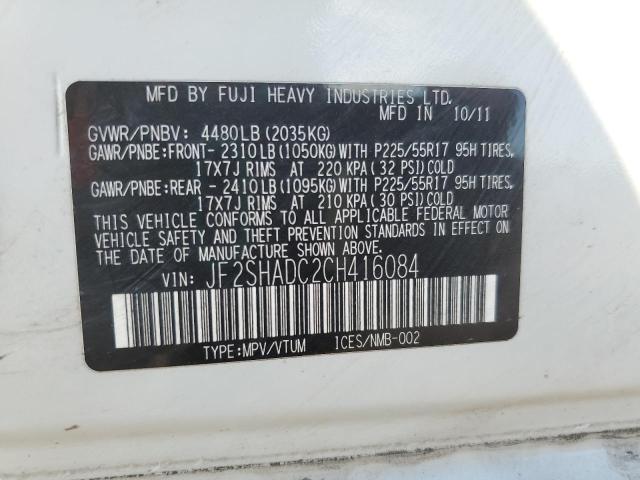 MFD BY FUJI HEAVY INDUSTRIES LTD.
MFD IN 10/11
GVWR/PNBV: 4480LB (2035KG)
GAWR/PNBE:FRONT- 2310LB (1050KG)WITH P225/55R17 95H TIRES,
17X7J RIMS AT 220 KPA (32 PSI)COLD
GAWR/PNBE:REAR - 2410LB (1095KG)WITH P225/55R17 95H TIRES,
17X7J RIMS AT 210 KPA (30 PSI)COLD
THIS VEHICLE CONFORMS TO ALL APPLICABLE FEDERAL MOTOR
VEHICLE SAFETY AND THEFT PREVENTION STANDARDS IN EFFECT ON
THE DATE OF MANUFACTURE SHOWN ABOVE.
VIN: JF2SHADC2CH416084
TYPE:MPV/VTUM ICES/NMB-002